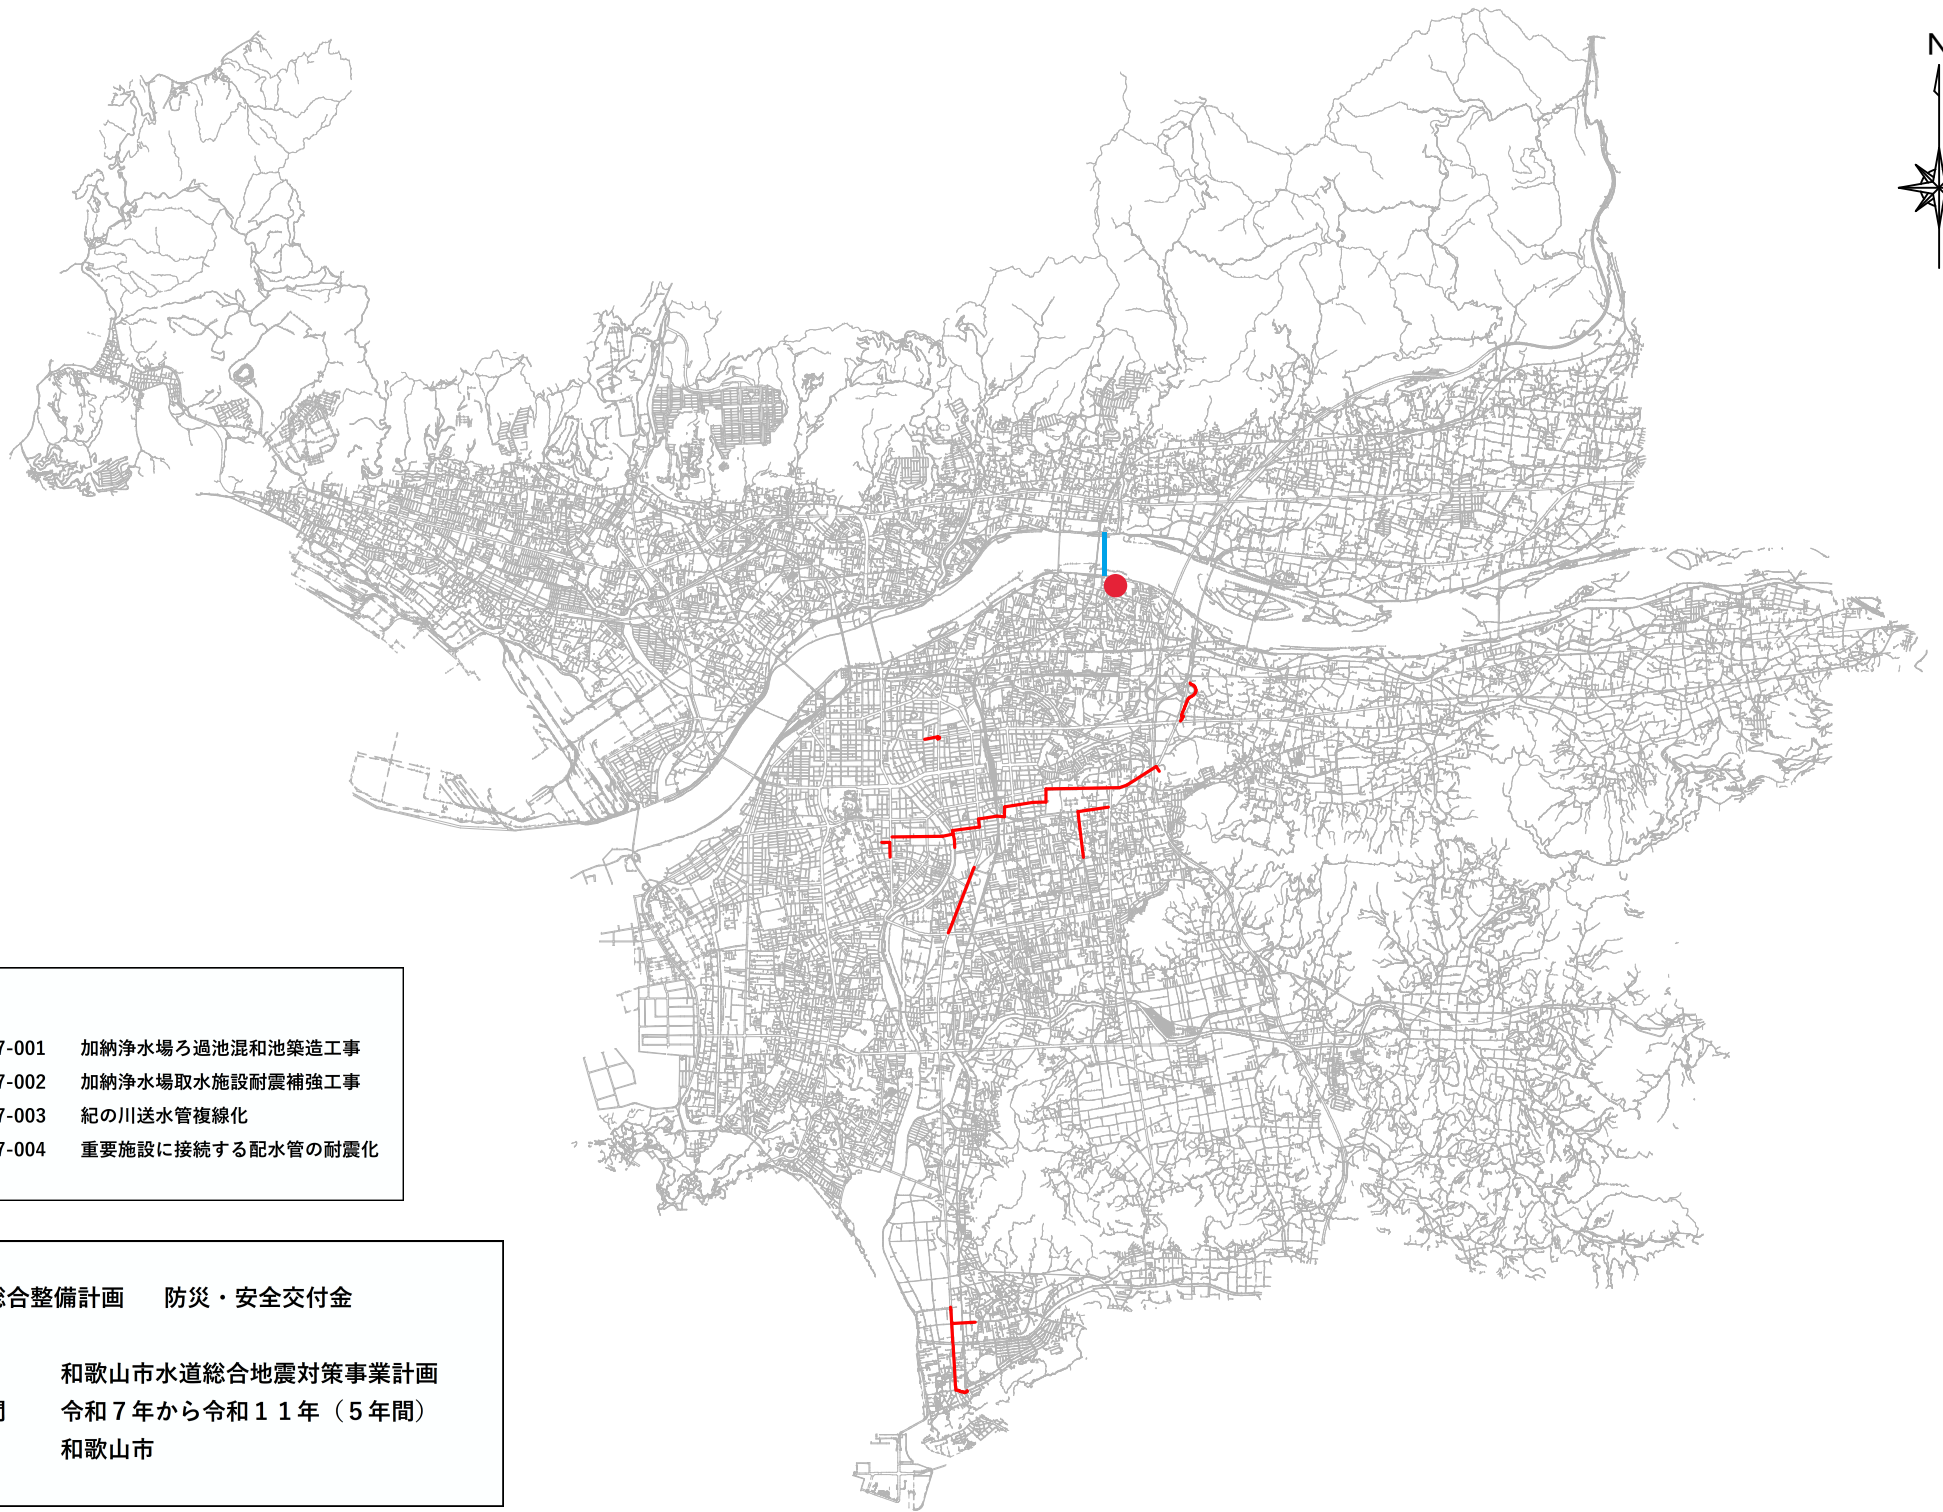 N
7-001 加納浄水場ろ過池混和池築造工事
7-002 加納浄水場取水施設耐震補強工事
7-003 紀の川送水管複線化
7-004 重要施設に接続する配水管の耐震化
総合整備計画 防災・安全交付金
和歌山市水道総合地震対策事業計画
間 令和７年から令和１１年（５年間）
和歌山市